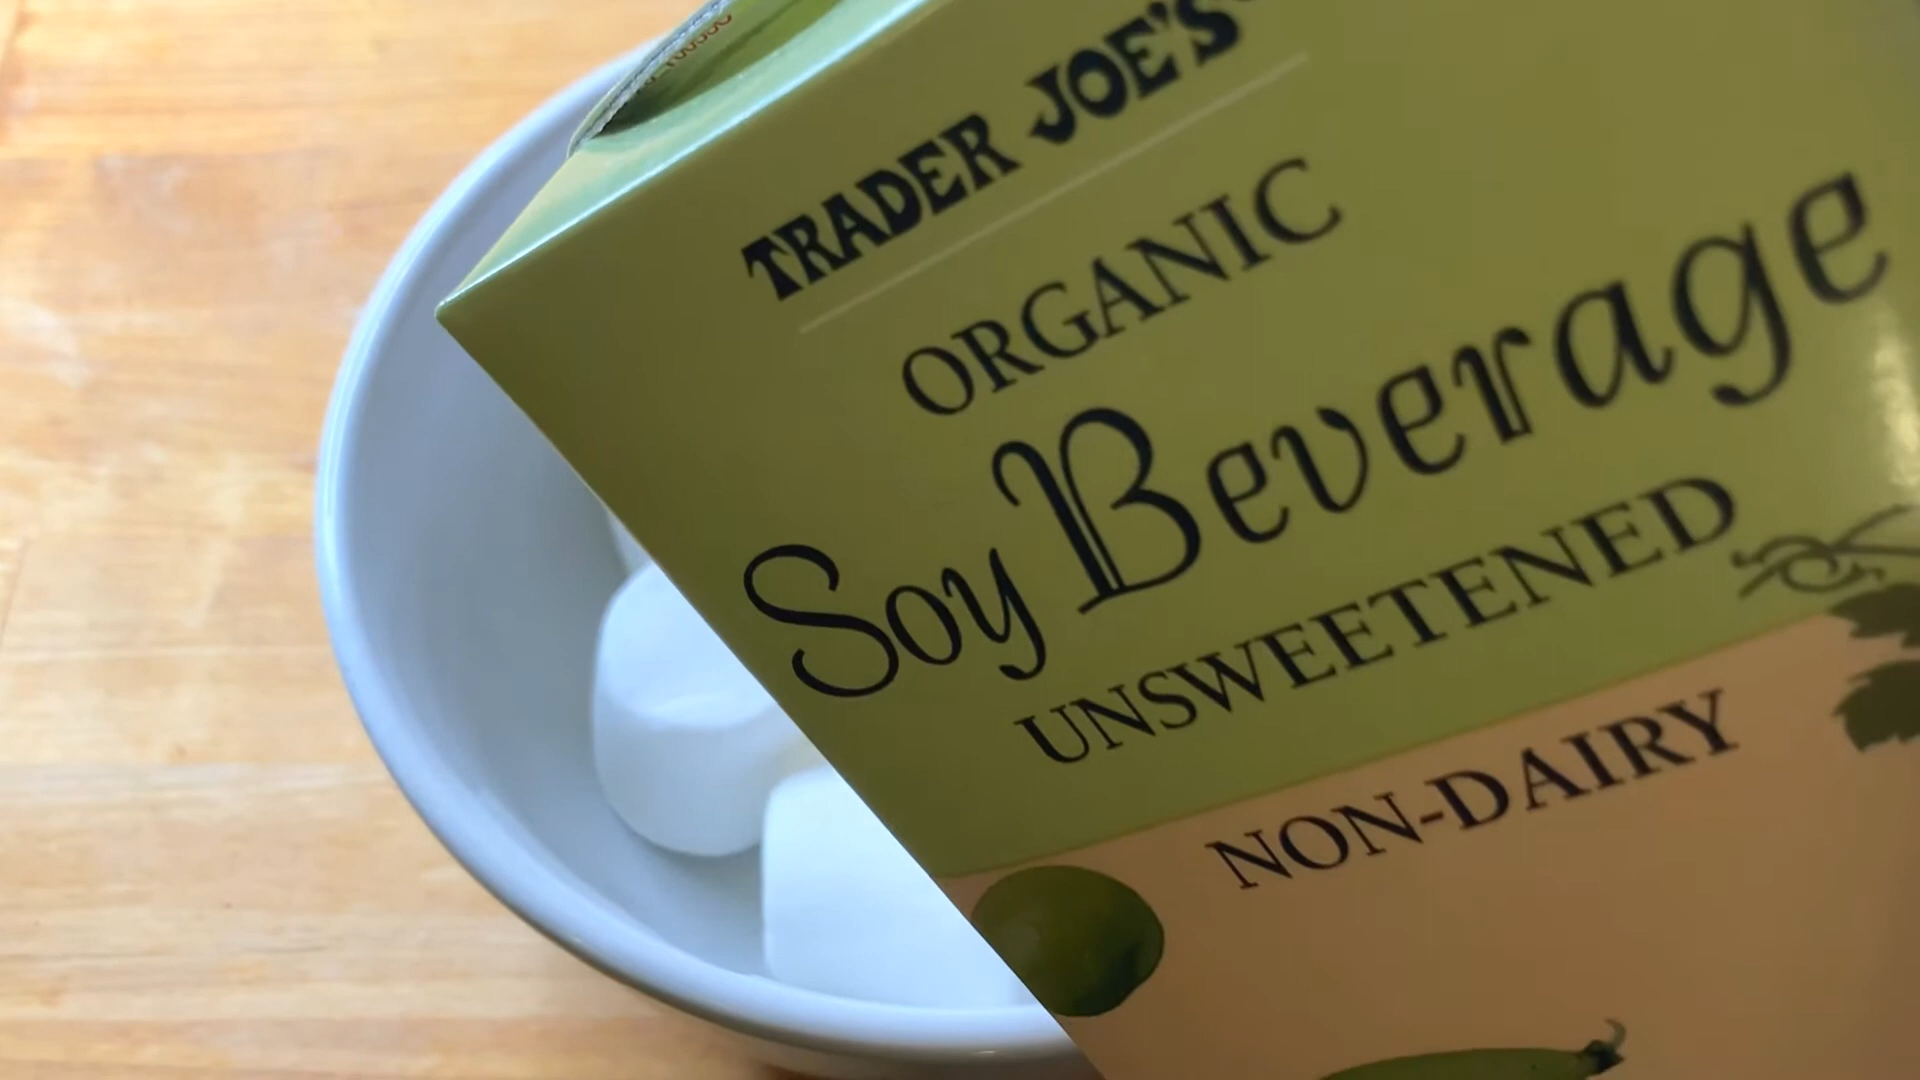 TRADER JOE'S
ORGANIC
Soy Beverage
UNSWEETENED
NON-DAIRY